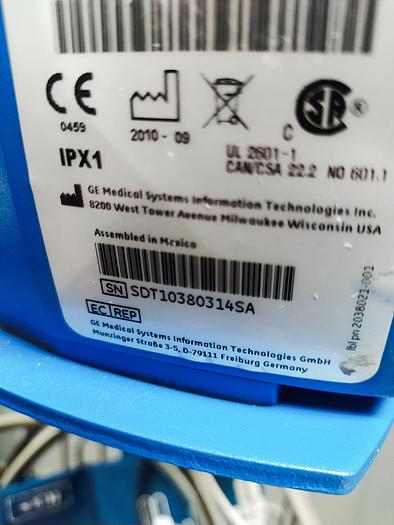 CE
0459
2010-09
C SA ®
IPX1
UL 2601-1
CAN/CSA 22.2 NO 601.1
GE Medical Systems Information Technologies Inc.
8200 West Tower Avenue Milwaukee Wisconsin USA
Assembled in Mexico
SN SDT10380314SA
EC REP
GE Medical Systems Information Technologies GmbH
Munzinger Straße 3-5, D-79111 Freiburg Germany
lbl pn 2038021-001